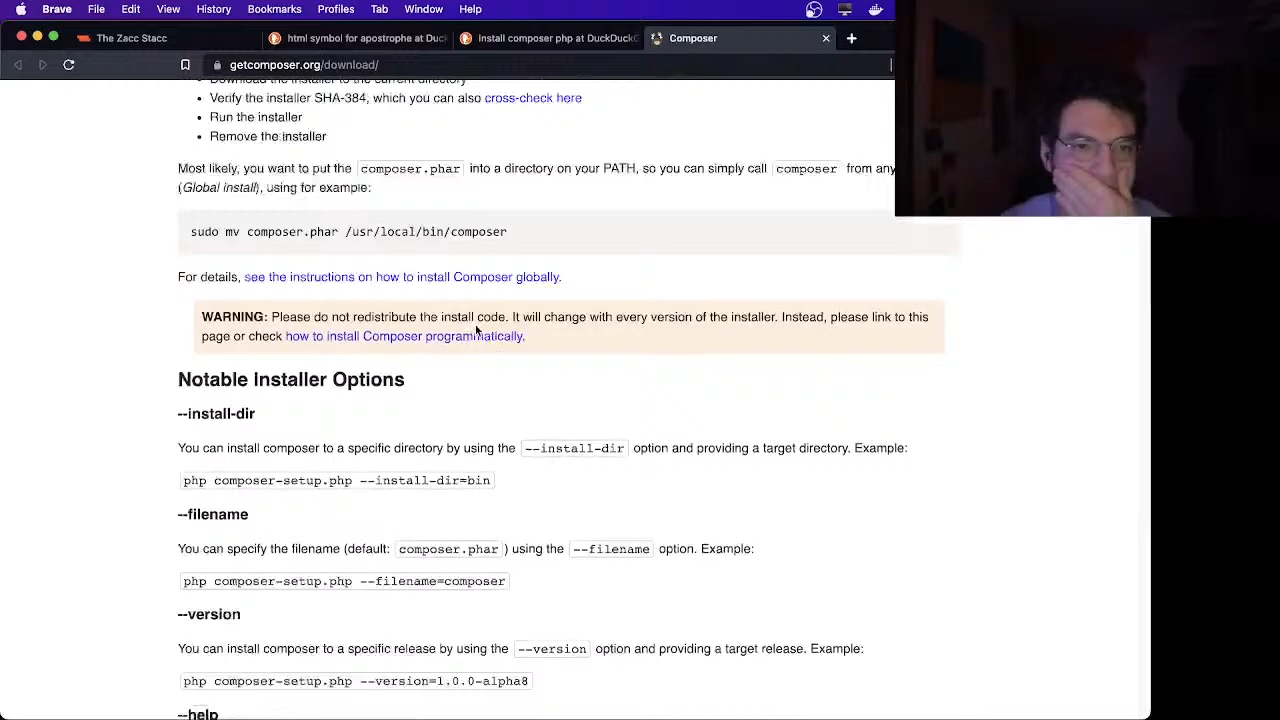 Brave File Edit View History Bookmarks Profiles Tab Window Help
The Zacc Stacc html symbol for apostrophe at Duck Install composer php at DuckDuckG Composer
getcomposer.org/download/
Download the installer to the current directory
• Verify the installer SHA-384, which you can also cross-check here
• Run the installer
• Remove the installer
Most likely, you want to put the composer.phar into a directory on your PATH, so you can simply call composer from any
(Global install), using for example:
sudo mv composer.phar /usr/local/bin/composer
For details, see the instructions on how to install Composer globally.
WARNING: Please do not redistribute the install code. It will change with every version of the installer. Instead, please link to this
page or check how to install Composer programmatically.
Notable Installer Options
--install-dir
You can install composer to a specific directory by using the --install-dir option and providing a target directory. Example:
php composer-setup.php --install-dir=bin
--filename
You can specify the filename (default: composer.phar) using the --filename option. Example:
php composer-setup.php --filename=composer
--version
You can install composer to a specific release by using the --version option and providing a target release. Example:
php composer-setup.php --version=1.0.0-alpha8
--help